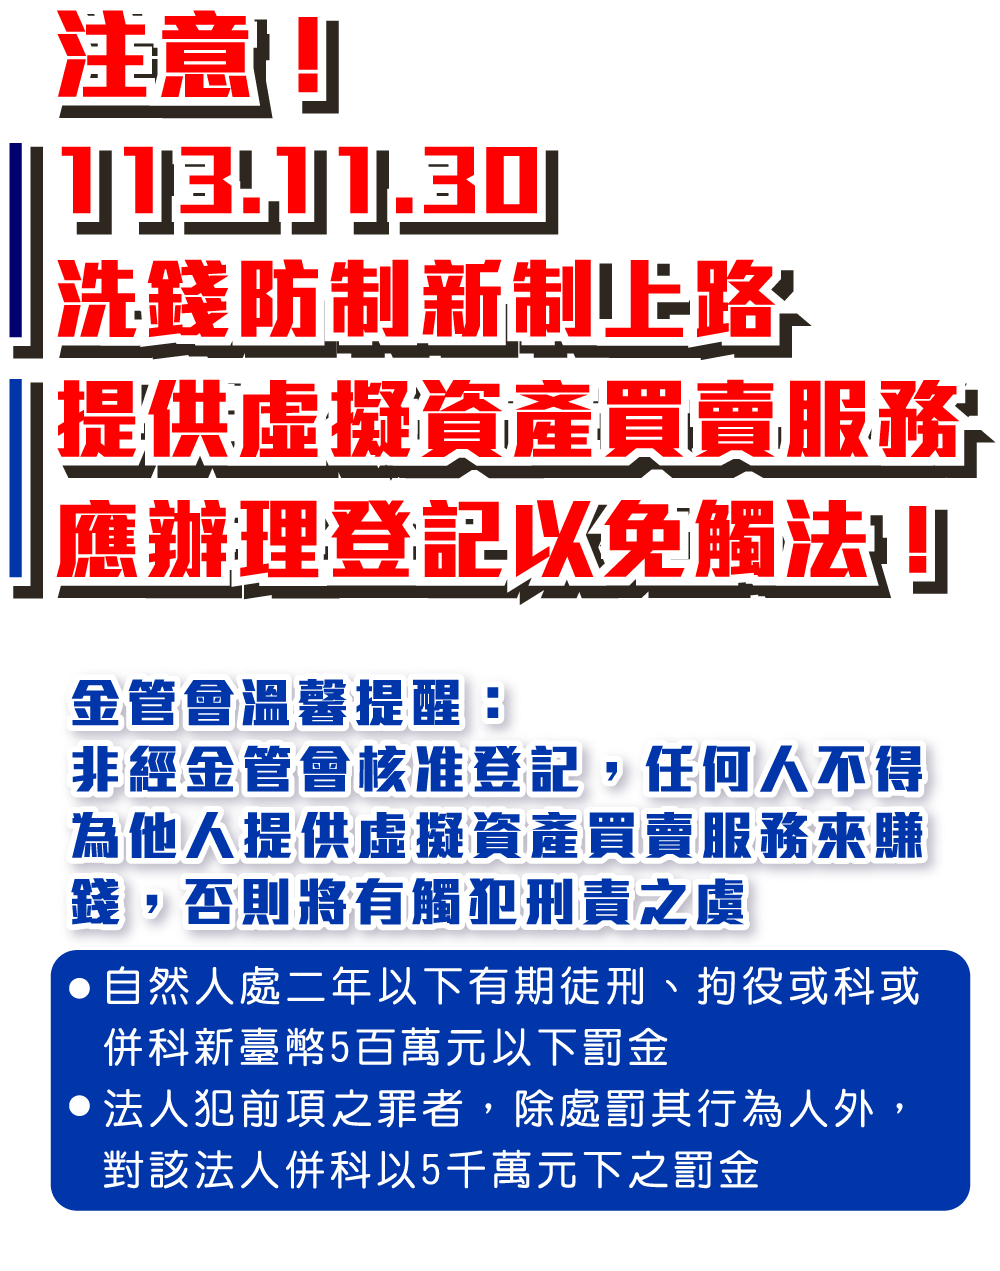 注意！
113.11.30
洗錢防制新制上路
提供虛擬資產買賣服務
應辦理登記以免觸法！
金管會溫馨提醒：
非經金管會核准登記，任何人不得
為他人提供虛擬資產買賣服務來賺
錢，否則將有觸犯刑責之虞
● 自然人處二年以下有期徒刑、拘役或科或
併科新臺幣5百萬元以下罰金
● 法人犯前項之罪者，除處罰其行為人外，
對該法人併科以5千萬元下之罰金